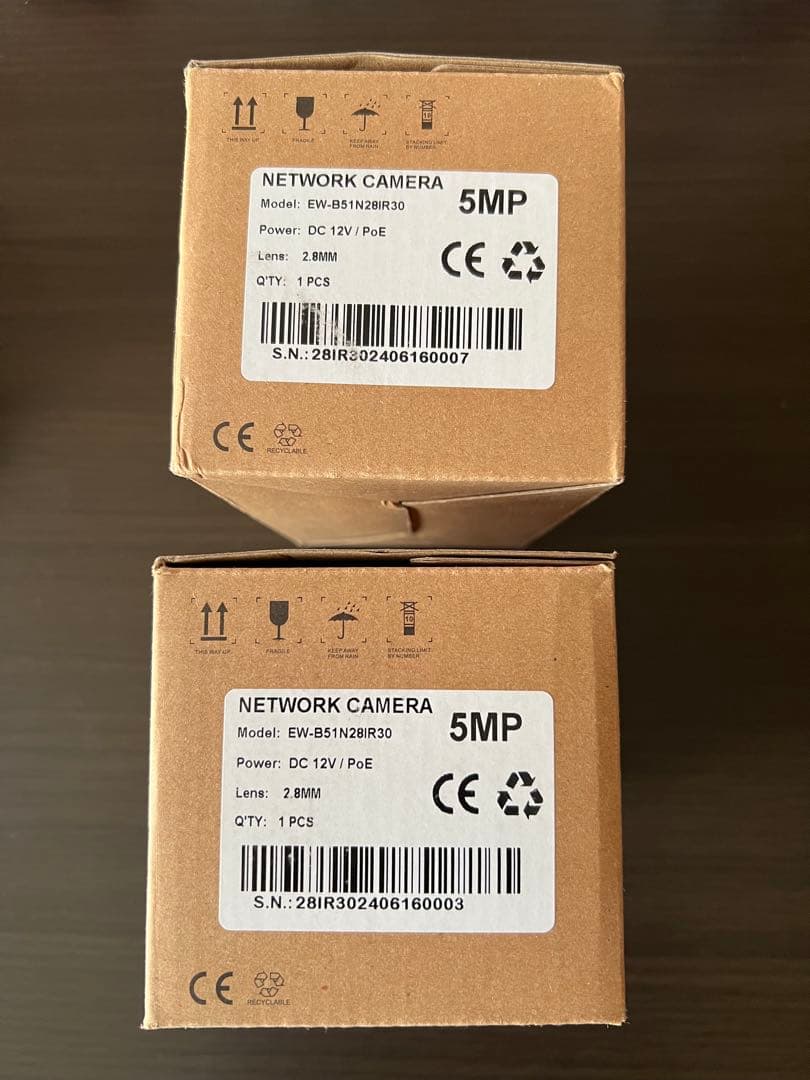 THIS WAY UP
FRAGILE
KEEP AWAY
FROM RAIN
10
STACKING LIMIT
BY NUMBER
NETWORK CAMERA
5MP
Model: EW-B51N28IR30
Power: DC 12V / PoE
Lens: 2.8MM
CE
Q'TY: 1 PCS
S.N.: 28IR302406160007
CE
RECYCLABLE
THIS WAY UP
FRAGILE
KEEP AWAY
FROM RAIN
10
STACKING LIMIT
BY NUMBER
NETWORK CAMERA
5MP
Model: EW-B51N28IR30
Power: DC 12V / PoE
Lens: 2.8MM
CE
Q'TY: 1 PCS
S.N.: 28IR302406160003
CE
RECYCLABLE